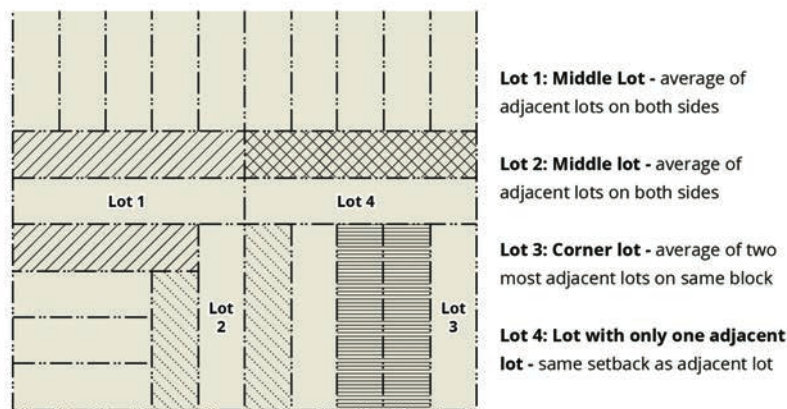 Lot 1
Lot 4
Lot
2
Lot
3
Lot 1: Middle Lot - average of
adjacent lots on both sides
Lot 2: Middle lot - average of
adjacent lots on both sides
Lot 3: Corner lot - average of two
most adjacent lots on same block
Lot 4: Lot with only one adjacent
lot - same setback as adjacent lot